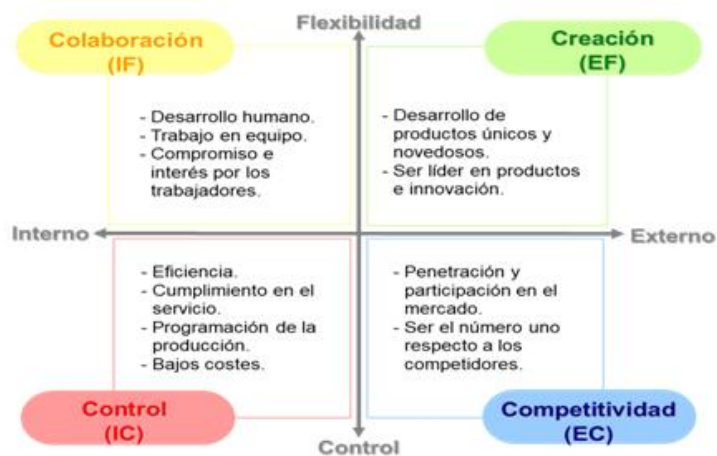 Flexibilidad
Colaboración
(IF)
Creación
(EF)
- Desarrollo humano.
- Trabajo en equipo.
- Compromiso e
interés por los
trabajadores.
- Desarrollo de
productos únicos y
novedosos.
- Ser líder en productos
e innovación.
Interno
Externo
- Eficiencia.
- Cumplimiento en el
servicio.
- Programación de la
producción.
- Bajos costes.
- Penetración y
participación en el
mercado.
- Ser el número uno
respecto a los
competidores.
Control
(IC)
Competitividad
(EC)
Control